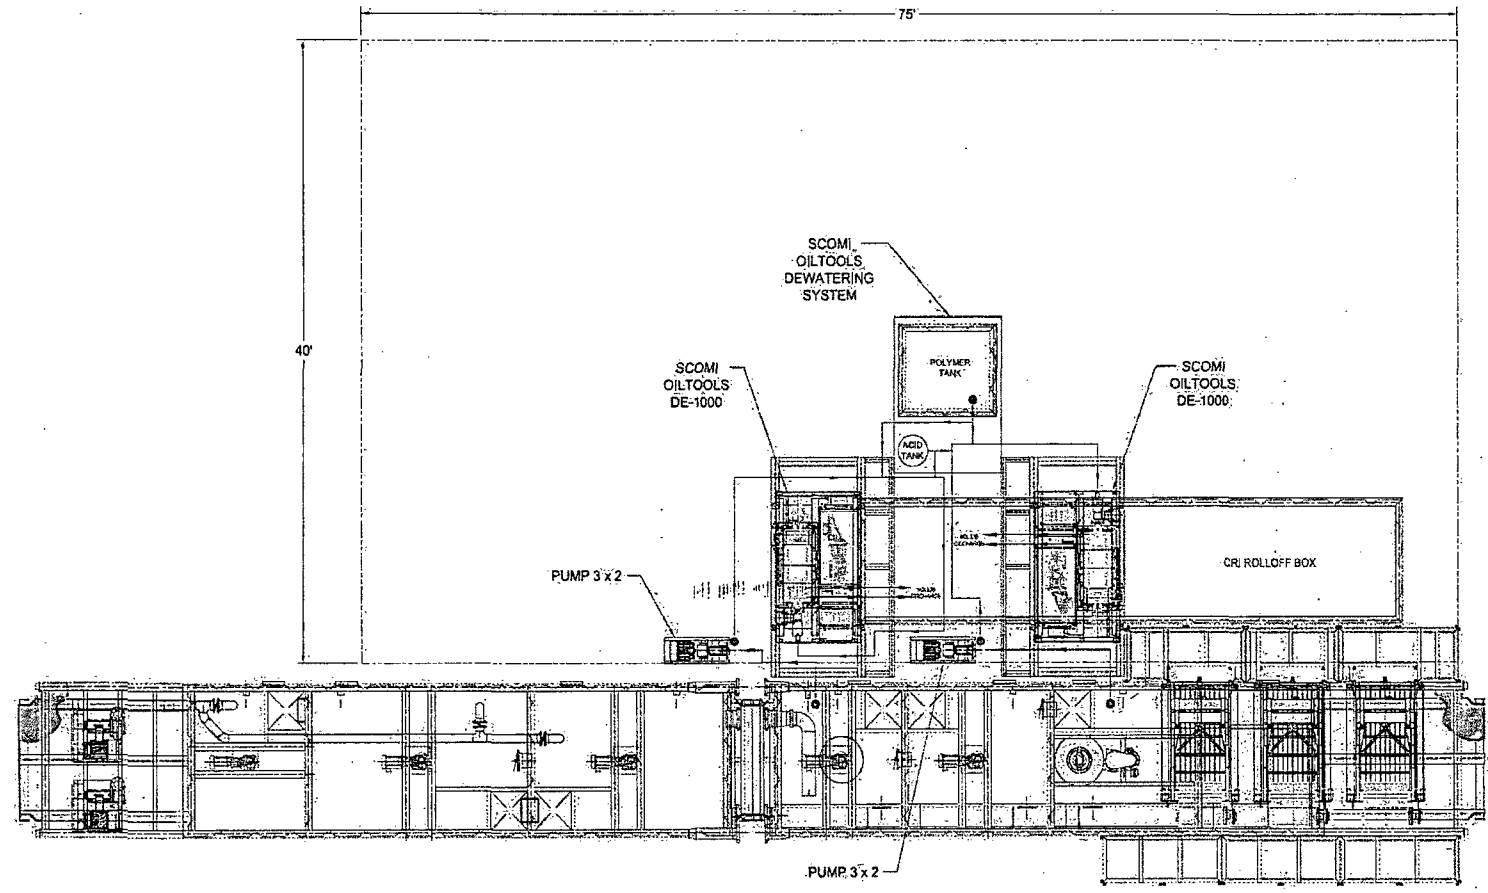 75'
SCOMI
OILTOOLS
DEWATERING
SYSTEM
40'
POLYMER
TANK
SCOMI
OILTOOLS
DE-1000
SCOMI
OILTOOLS
DE-1000
ACID
TANK
CRI ROLLOFF BOX
PUMP 3 x 2
PUMP 3 x 2